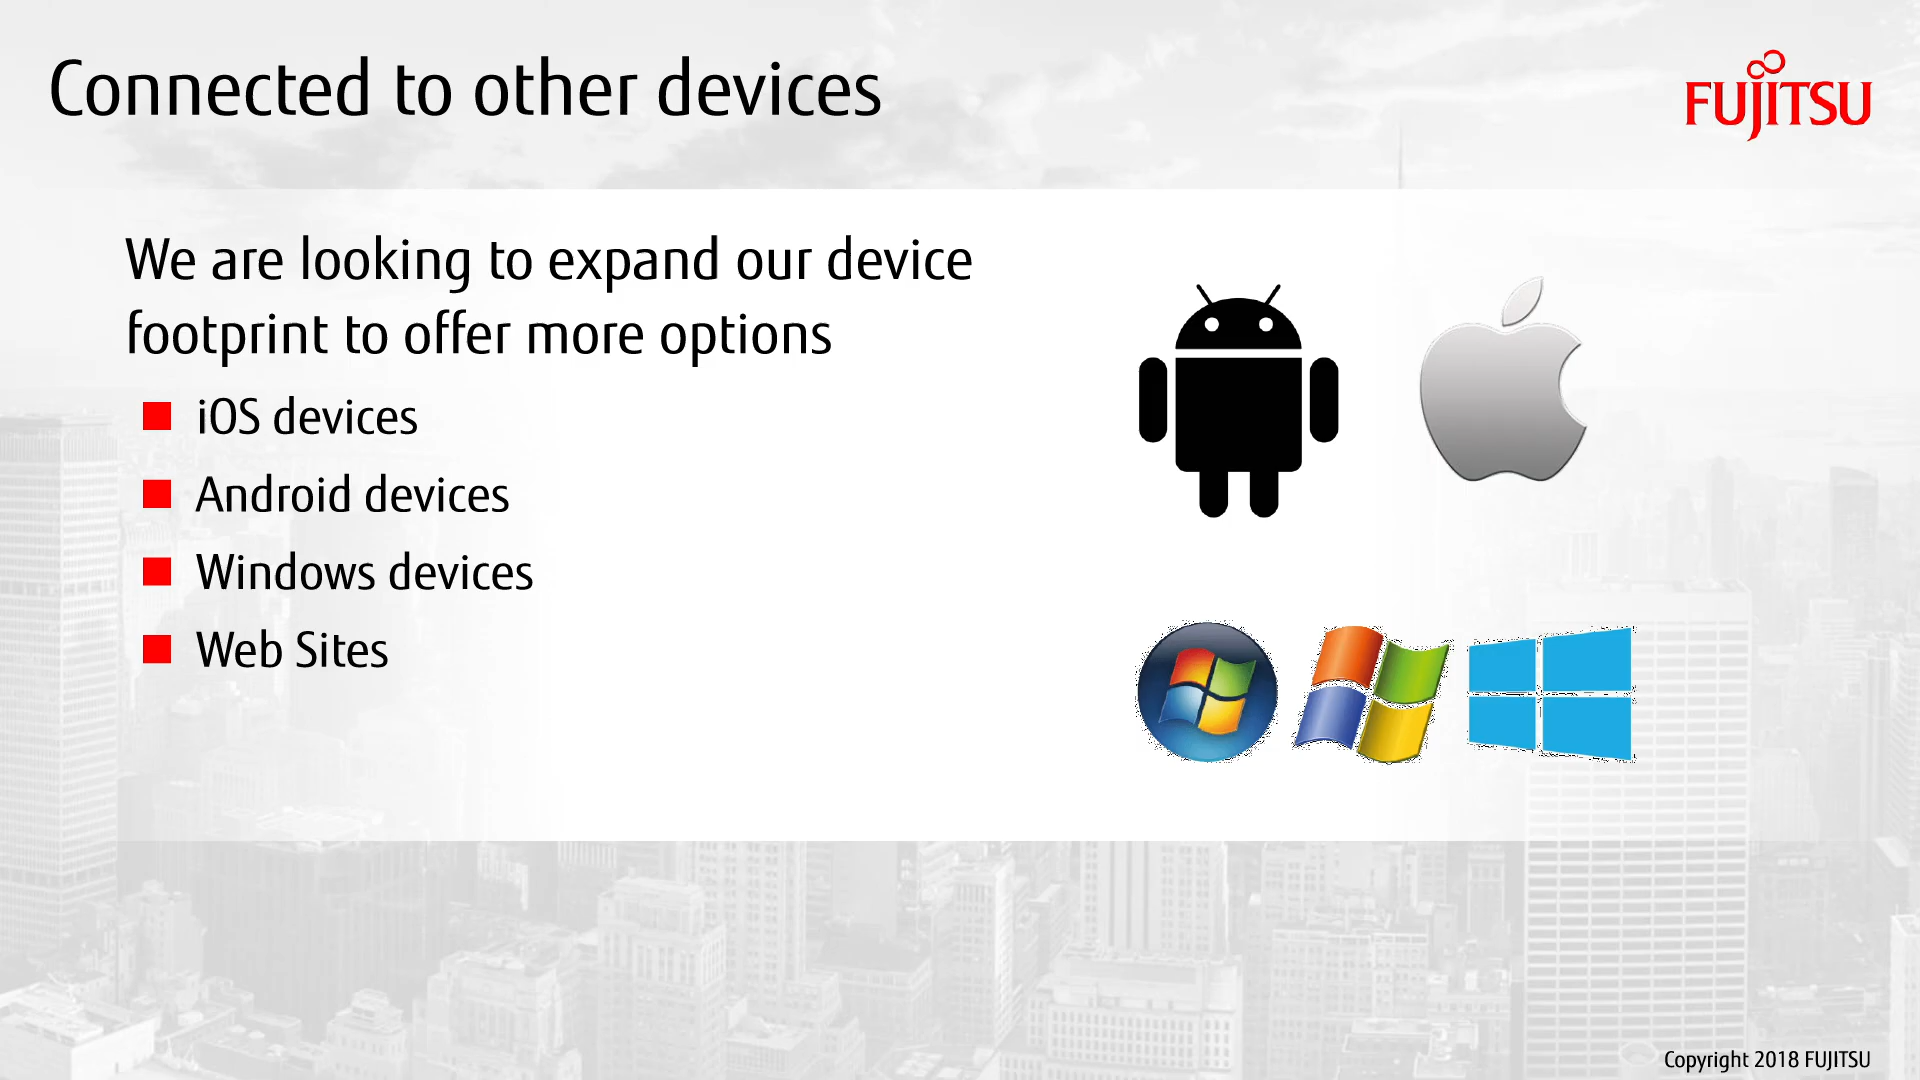 Connected to other devices
FUJITSU
We are looking to expand our device
footprint to offer more options
iOS devices
Android devices
Windows devices
Web Sites
Copyright 2018 FUJITSU